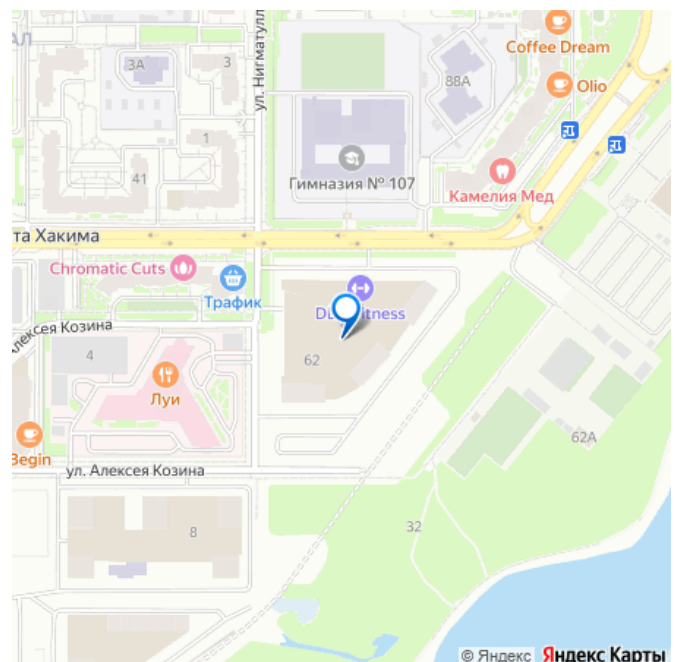 АЛ
3А
3
ул. Нигматулл
88А
Coffee Dream
Olio
1
41
Гимназия № 107
Камелия Мед
та Хакима
Chromatic Cuts
Трафик
itness
Алексея Козина
4
62
Луи
62А
Begin
ул. Алексея Козина
32
8
© Яндекс Яндекс Карты